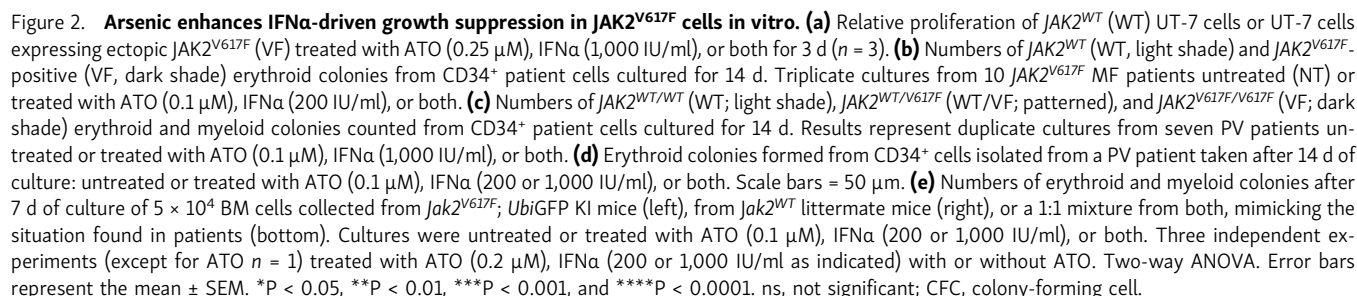 Figure 2. Arsenic enhances IFNα-driven growth suppression in JAK2V617F cells in vitro. (a) Relative proliferation of JAK2WT (WT) UT-7 cells or UT-7 cells
expressing ectopic JAK2V617F (VF) treated with ATO (0.25 µM), IFNα (1,000 IU/ml), or both for 3 d (n = 3). (b) Numbers of JAK2WT (WT, light shade) and JAK2V617F-
positive (VF, dark shade) erythroid colonies from CD34+ patient cells cultured for 14 d. Triplicate cultures from 10 JAK2V617F MF patients untreated (NT) or
treated with ATO (0.1 µM), IFNα (200 IU/ml), or both. (c) Numbers of JAK2WT/WT (WT; light shade), JAK2WT/V617F (WT/VF; patterned), and JAK2V617F/V617F (VF; dark
shade) erythroid and myeloid colonies counted from CD34+ patient cells cultured for 14 d. Results represent duplicate cultures from seven PV patients un-
treated or treated with ATO (0.1 µM), IFNα (1,000 IU/ml), or both. (d) Erythroid colonies formed from CD34+ cells isolated from a PV patient taken after 14 d of
culture: untreated or treated with ATO (0.1 µM), IFNα (200 or 1,000 IU/ml), or both. Scale bars = 50 µm. (e) Numbers of erythroid and myeloid colonies after
7 d of culture of 5 × 10⁴ BM cells collected from Jak2V617F; UbiGFP KI mice (left), from Jak2WT littermate mice (right), or a 1:1 mixture from both, mimicking the
situation found in patients (bottom). Cultures were untreated or treated with ATO (0.1 µM), IFNα (200 or 1,000 IU/ml), or both. Three independent ex-
periments (except for ATO n = 1) treated with ATO (0.2 µM), IFNα (200 or 1,000 IU/ml as indicated) with or without ATO. Two-way ANOVA. Error bars
represent the mean ± SEM. *P < 0.05, **P < 0.01, ***P < 0.001, and ****P < 0.0001. ns, not significant; CFC, colony-forming cell.